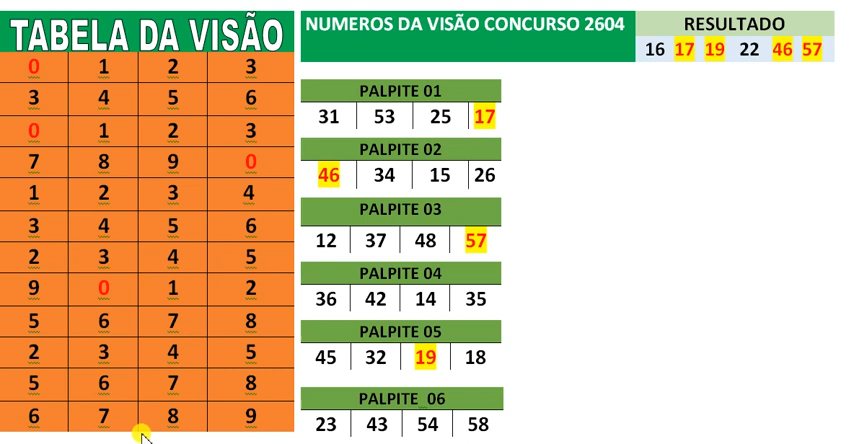 TABELA DA VISÃO
0 1 2 3
3 4 5 6
0 1 2 3
7 8 9 0
1 2 3 4
3 4 5 6
2 3 4 5
9 0 1 2
5 6 7 8
2 3 4 5
5 6 7 8
6 7 8 9
NUMEROS DA VISÃO CONCURSO 2604
RESULTADO
16 17 19 22 46 57
PALPITE 01
31 53 25 17
PALPITE 02
46 34 15 26
PALPITE 03
12 37 48 57
PALPITE 04
36 42 14 35
PALPITE 05
45 32 19 18
PALPITE 06
23 43 54 58